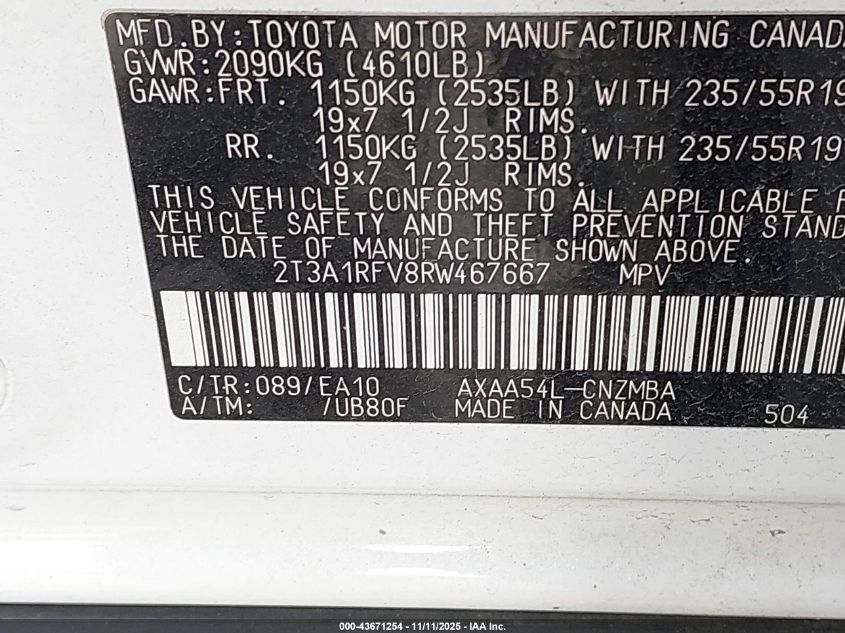 MFD.BY:TOYOTA MOTOR MANUFACTURING CANADA
GVWR:2090KG (4610LB)
GAWR:FRT. 1150KG (2535LB) WITH 235/55R19
19x7 1/2J RIMS.
RR. 1150KG (2535LB) WITH 235/55R19
19x7 1/2J RIMS.
THIS VEHICLE CONFORMS TO ALL APPLICABLE F
VEHICLE SAFETY AND THEFT PREVENTION STAND
THE DATE OF MANUFACTURE SHOWN ABOVE.
2T3A1RFV8RW467667 MPV
C/TR:089/EA10 AXAA54L-CNZMBA
A/TM: /UB80F MADE IN CANADA 504
000-43671254 - 11/11/2025 - IAA Inc.